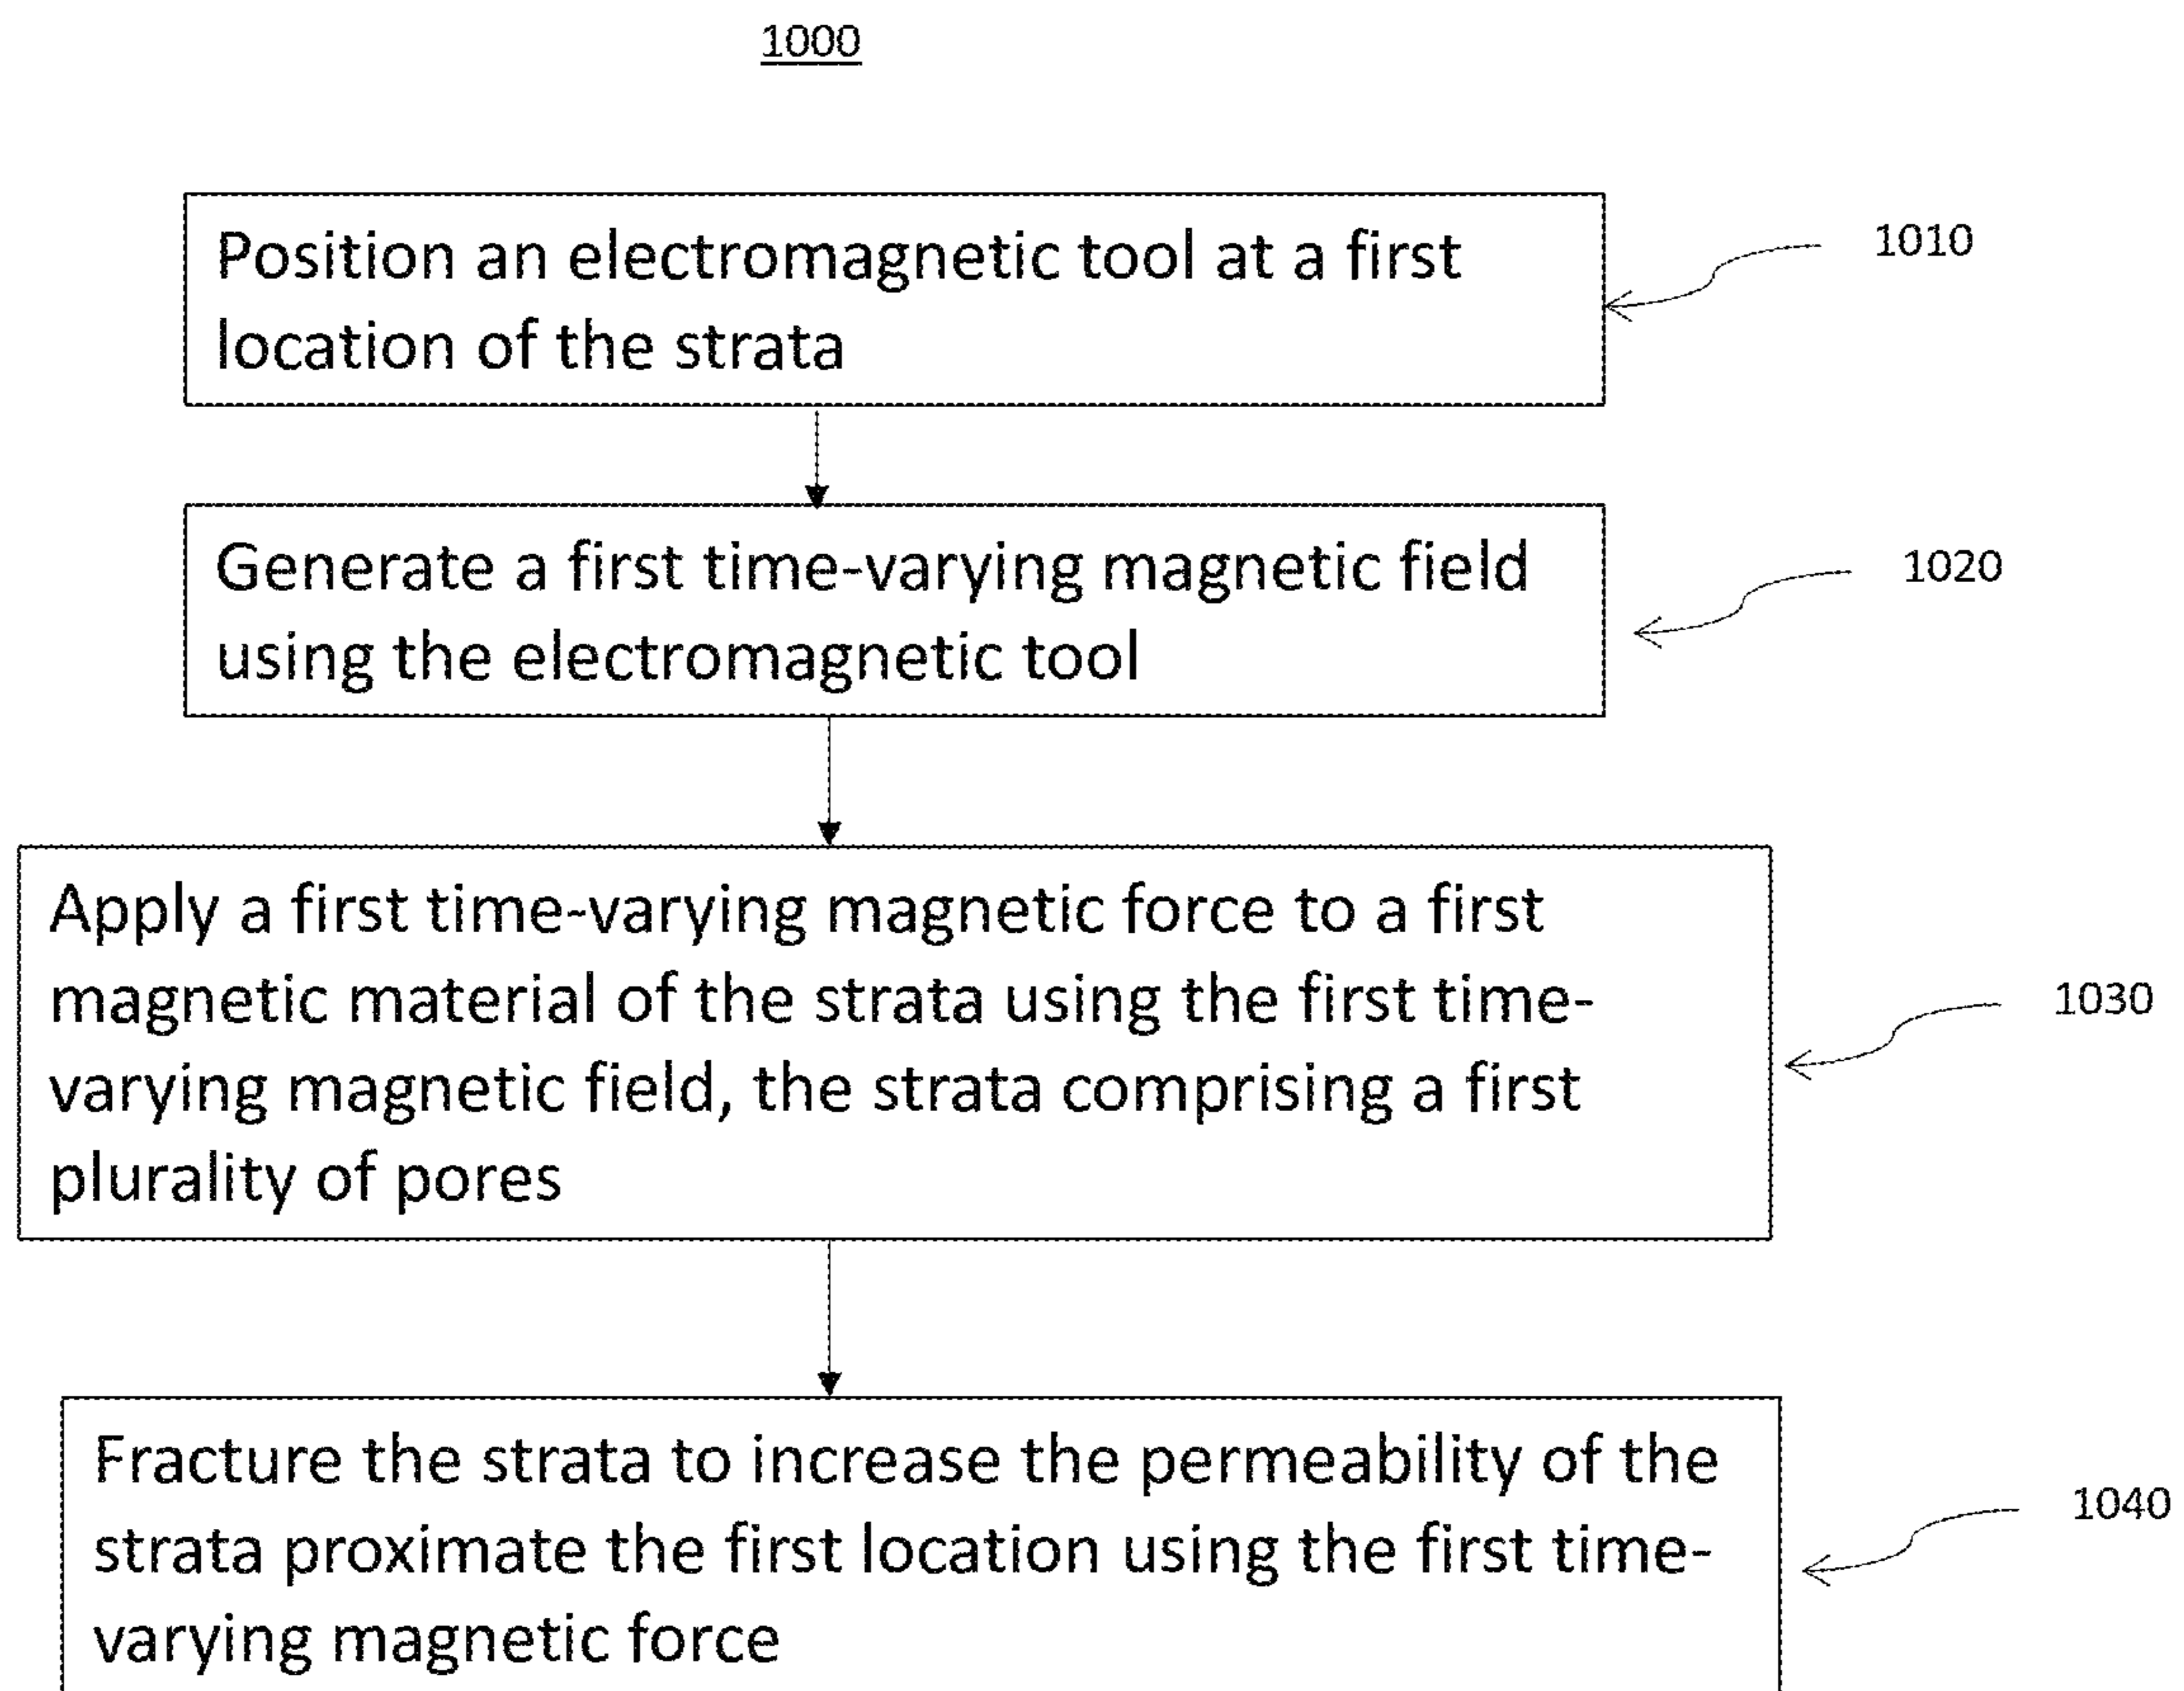 1000
Position an electromagnetic tool at a first
location of the strata
1010
Generate a first time-varying magnetic field
using the electromagnetic tool
1020
Apply a first time-varying magnetic force to a first
magnetic material of the strata using the first time-
varying magnetic field, the strata comprising a first
plurality of pores
1030
Fracture the strata to increase the permeability of the
strata proximate the first location using the first time-
varying magnetic force
1040